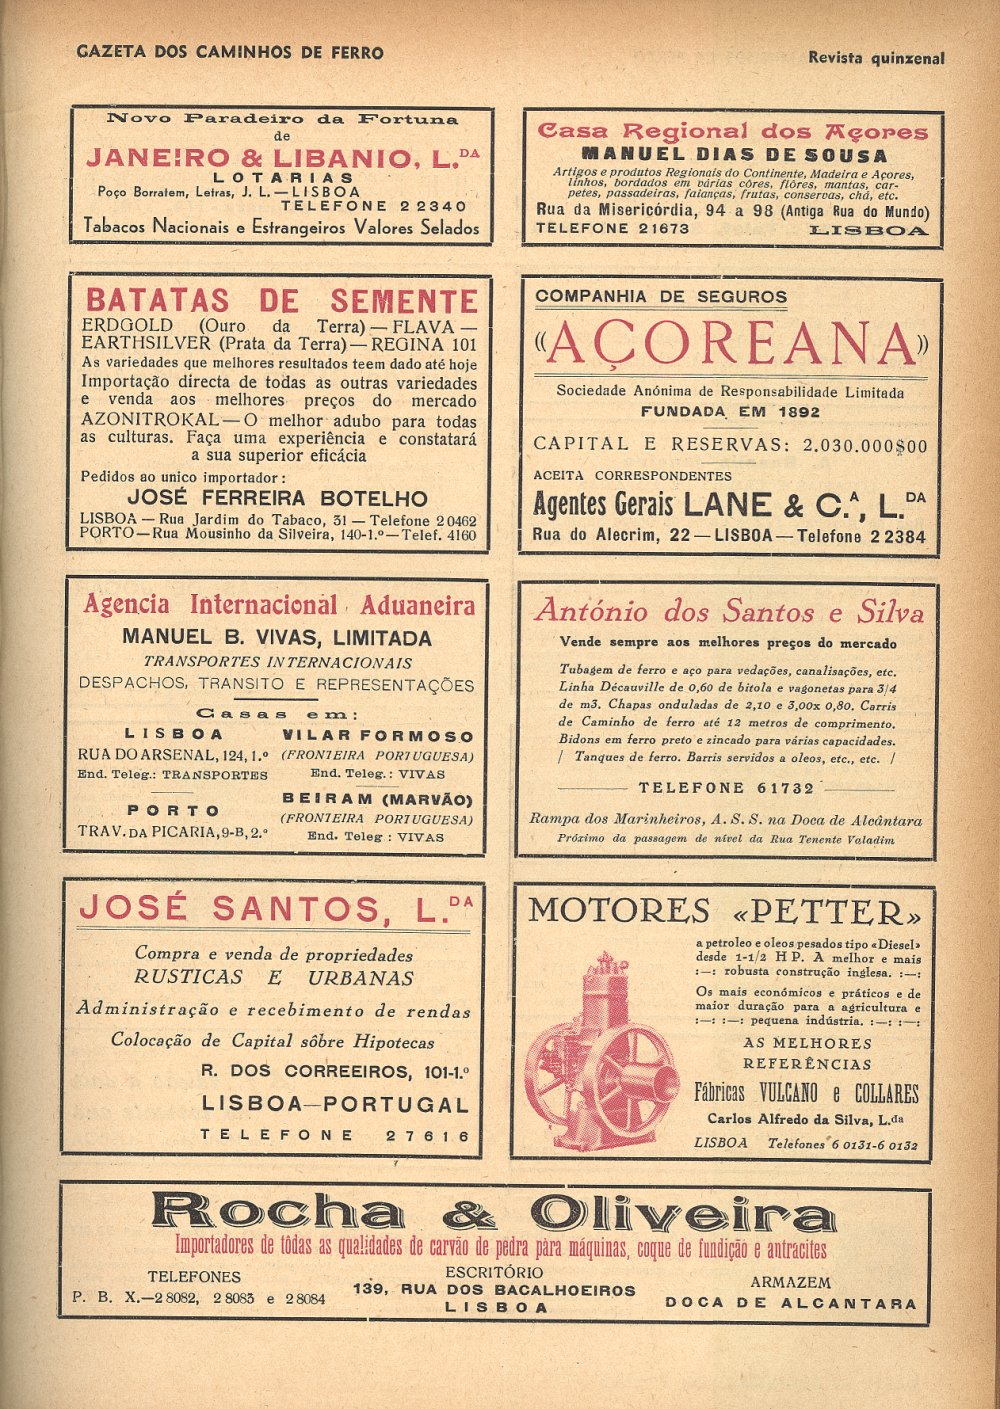 GAZETA DOS CAMINHOS DE FERRO
Revista quinzenal
Novo Paradeiro da Fortuna
de
JANEIRO & LIBANIO, L.DA
LOTARIAS
Poço Borratem, Letras, J. L.—LISBOA
TELEFONE 2 2340
Tabacos Nacionais e Estrangeiros Valores Selados
Casa Regional dos Açores
MANUEL DIAS DE SOUSA
Artigos e produtos Regionais do Continente, Madeira e Açores,
linhos, bordados em várias côres, flôres, mantas, car-
petes, passadeiras, faianças, frutas, conservas, chá, etc.
Rua da Misericórdia, 94 a 98 (Antiga Rua do Mundo)
TELEFONE 21673 LISBOA
BATATAS DE SEMENTE
ERDGOLD (Ouro da Terra) — FLAVA —
EARTHSILVER (Prata da Terra) — REGINA 101
As variedades que melhores resultados teem dado até hoje
Importação directa de todas as outras variedades
e venda aos melhores preços do mercado
AZONITROKAL — O melhor adubo para todas
as culturas. Faça uma experiência e constatará
a sua superior eficácia
Pedidos ao unico importador:
JOSÉ FERREIRA BOTELHO
LISBOA — Rua Jardim do Tabaco, 31 — Telefone 2 0462
PORTO—Rua Mousinho da Silveira, 140-1.º—Telef. 4160
COMPANHIA DE SEGUROS
«AÇOREANA»
Sociedade Anónima de Responsabilidade Limitada
FUNDADA EM 1892
CAPITAL E RESERVAS: 2.030.000$00
ACEITA CORRESPONDENTES
Agentes Gerais LANE & C.A, L.DA
Rua do Alecrim, 22 — LISBOA — Telefone 2 2384
Agencia Internacional Aduaneira
MANUEL B. VIVAS, LIMITADA
TRANSPORTES INTERNACIONAIS
DESPACHOS, TRANSITO E REPRESENTAÇÕES
Casas em:
LISBOA
RUA DO ARSENAL, 124, 1.º
End. Teleg.: TRANSPORTES
PORTO
TRAV. DA PICARIA, 9-B, 2.º
VILAR FORMOSO
(FRONTEIRA PORTUGUESA)
End. Teleg.: VIVAS
BEIRAM (MARVÃO)
(FRONTEIRA PORTUGUESA)
End. Teleg : VIVAS
António dos Santos e Silva
Vende sempre aos melhores preços do mercado
Tubagem de ferro e aço para vedações, canalisações, etc.
Linha Décauville de 0,60 de bitola e vagonetas para 3/4
de m3. Chapas onduladas de 2,10 e 3,00x 0,80. Carris
de Caminho de ferro até 12 metros de comprimento.
Bidons em ferro preto e zincado para várias capacidades.
/ Tanques de ferro. Barris servidos a oleos, etc., etc. /
TELEFONE 61732
Rampa dos Marinheiros, A. S. S. na Doca de Alcântara
Próximo da passagem de nível da Rua Tenente Valadim
JOSÉ SANTOS, L.DA
Compra e venda de propriedades
RUSTICAS E URBANAS
Administração e recebimento de rendas
Colocação de Capital sôbre Hipotecas
R. DOS CORREEIROS, 101-1.º
LISBOA—PORTUGAL
TELEFONE 27616
MOTORES «PETTER»
a petroleo e oleos pesados tipo «Diesel»
desde 1-1/2 HP. A melhor e mais
:—: robusta construção inglesa. :—:
Os mais económicos e práticos e de
maior duração para a agricultura e
:—: :—: pequena indústria. :—: :—:
AS MELHORES
REFERÊNCIAS
Fábricas VULCANO e COLLARES
Carlos Alfredo da Silva, L.da
LISBOA Telefones 6 0131-6 0132
Rocha & Oliveira
Importadores de tôdas as qualidades de carvão de pedra para máquinas, coque de fundição e antracites
TELEFONES
P. B. X.—2 8082, 2 8083 e 2 8084
ESCRITÓRIO
139, RUA DOS BACALHOEIROS
LISBOA
ARMAZEM
DOCA DE ALCANTARA